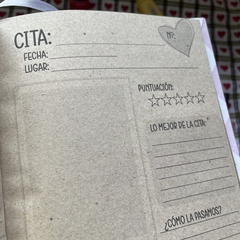 CITA:
Nº:
FECHA:
LUGAR:
PUNTUACIÓN:
LO MEJOR DE LA CITA:
¿CÓMO LA PASAMOS?